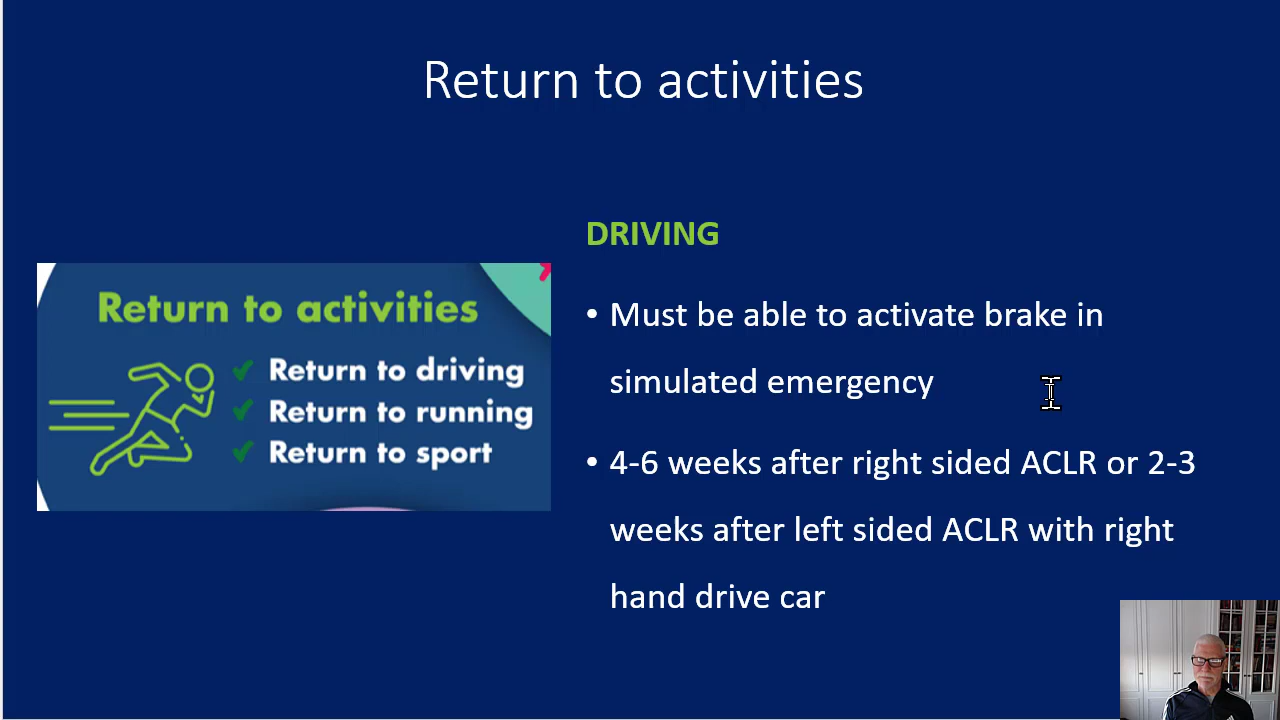 Return to activities
Return to activities
✓ Return to driving
✓ Return to running
✓ Return to sport
DRIVING
• Must be able to activate brake in
simulated emergency
• 4-6 weeks after right sided ACLR or 2-3
weeks after left sided ACLR with right
hand drive car